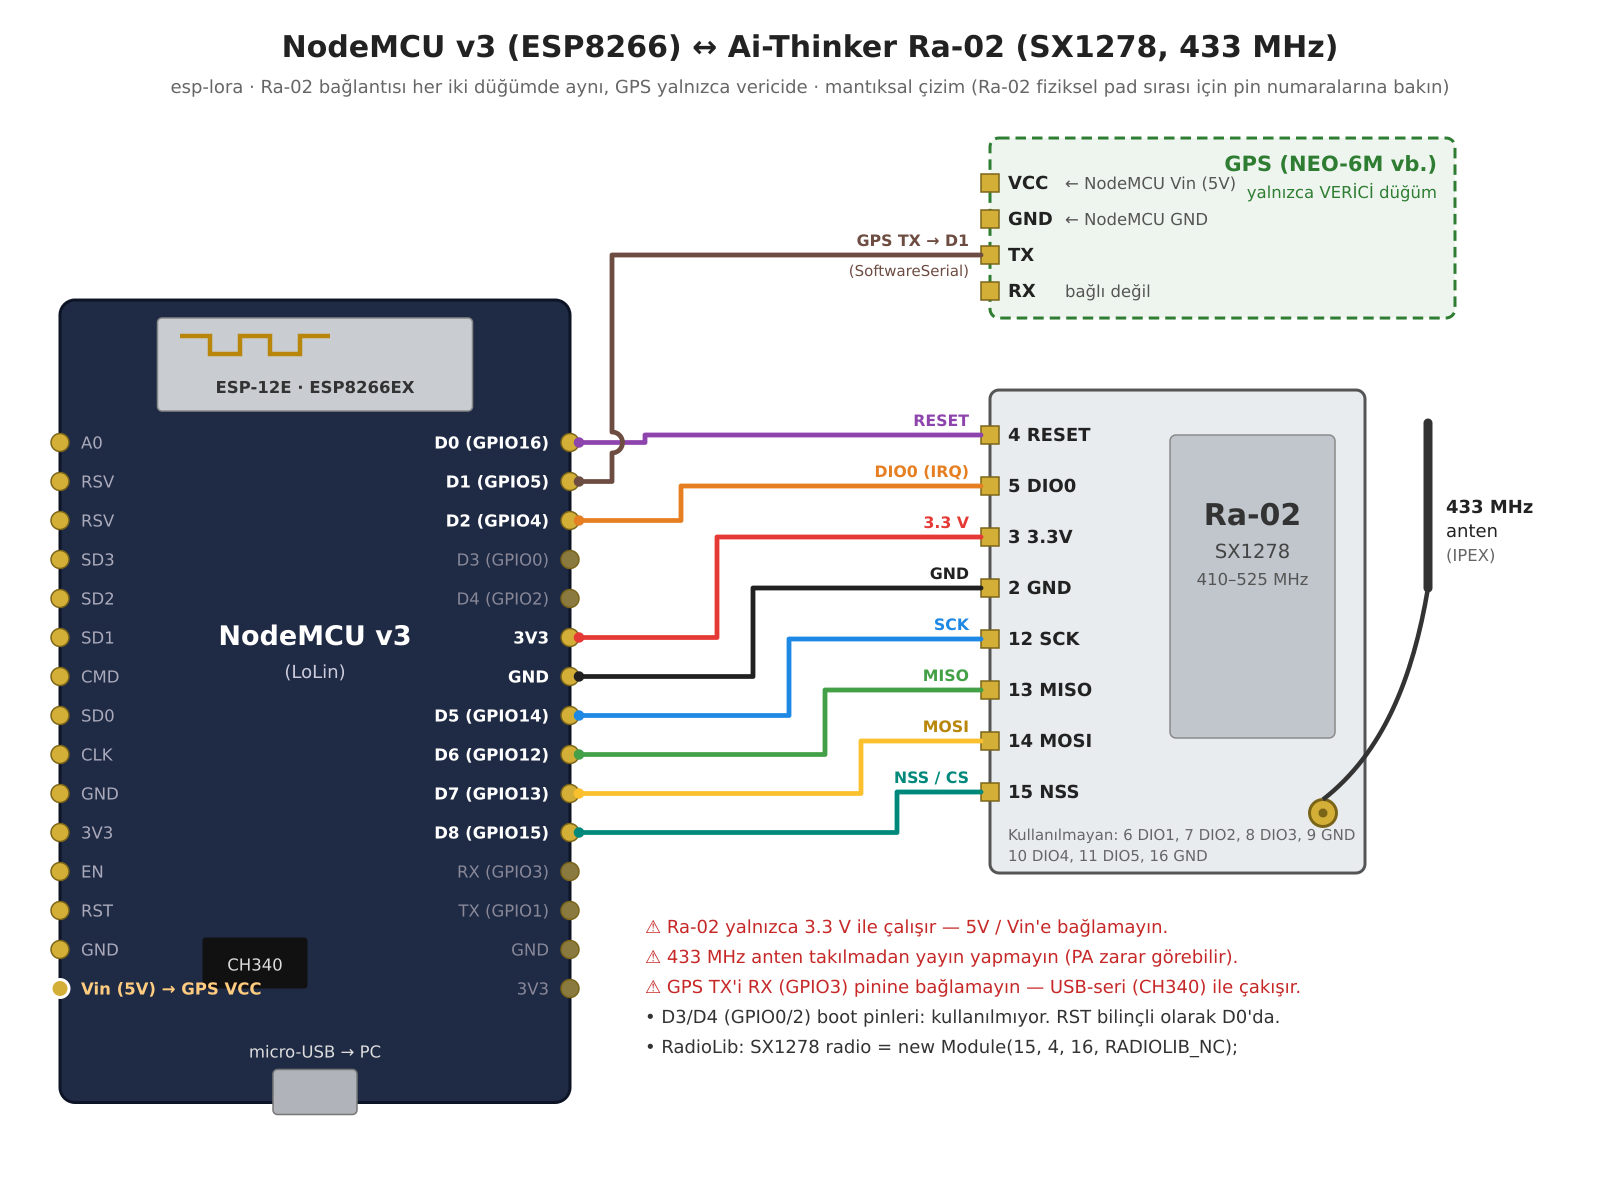 NodeMCU v3 (ESP8266) ↔ Ai-Thinker Ra-02 (SX1278, 433 MHz)
esp-lora · Ra-02 bağlantısı her iki düğümde aynı, GPS yalnızca vericide · mantıksal çizim (Ra-02 fiziksel pad sırası için pin numaralarına bakın)
GPS (NEO-6M vb.)
yalnızca VERİCİ düğüm
VCC ← NodeMCU Vin (5V)
GND ← NodeMCU GND
TX
RX bağlı değil
GPS TX → D1
(SoftwareSerial)
ESP-12E · ESP8266EX
A0
RSV
RSV
SD3
SD2
SD1
CMD
SD0
CLK
GND
3V3
EN
RST
GND
Vin (5V) → GPS VCC
NodeMCU v3
(LoLin)
CH340
micro-USB → PC
D0 (GPIO16)
D1 (GPIO5)
D2 (GPIO4)
D3 (GPIO0)
D4 (GPIO2)
3V3
GND
D5 (GPIO14)
D6 (GPIO12)
D7 (GPIO13)
D8 (GPIO15)
RX (GPIO3)
TX (GPIO1)
GND
3V3
RESET
DIO0 (IRQ)
3.3 V
GND
SCK
MISO
MOSI
NSS / CS
4 RESET
5 DIO0
3 3.3V
2 GND
12 SCK
13 MISO
14 MOSI
15 NSS
Ra-02
SX1278
410–525 MHz
Kullanılmayan: 6 DIO1, 7 DIO2, 8 DIO3, 9 GND
10 DIO4, 11 DIO5, 16 GND
433 MHz
anten
(IPEX)
⚠ Ra-02 yalnızca 3.3 V ile çalışır — 5V / Vin'e bağlamayın.
⚠ 433 MHz anten takılmadan yayın yapmayın (PA zarar görebilir).
⚠ GPS TX'i RX (GPIO3) pinine bağlamayın — USB-seri (CH340) ile çakışır.
• D3/D4 (GPIO0/2) boot pinleri: kullanılmıyor. RST bilinçli olarak D0'da.
• RadioLib: SX1278 radio = new Module(15, 4, 16, RADIOLIB_NC);